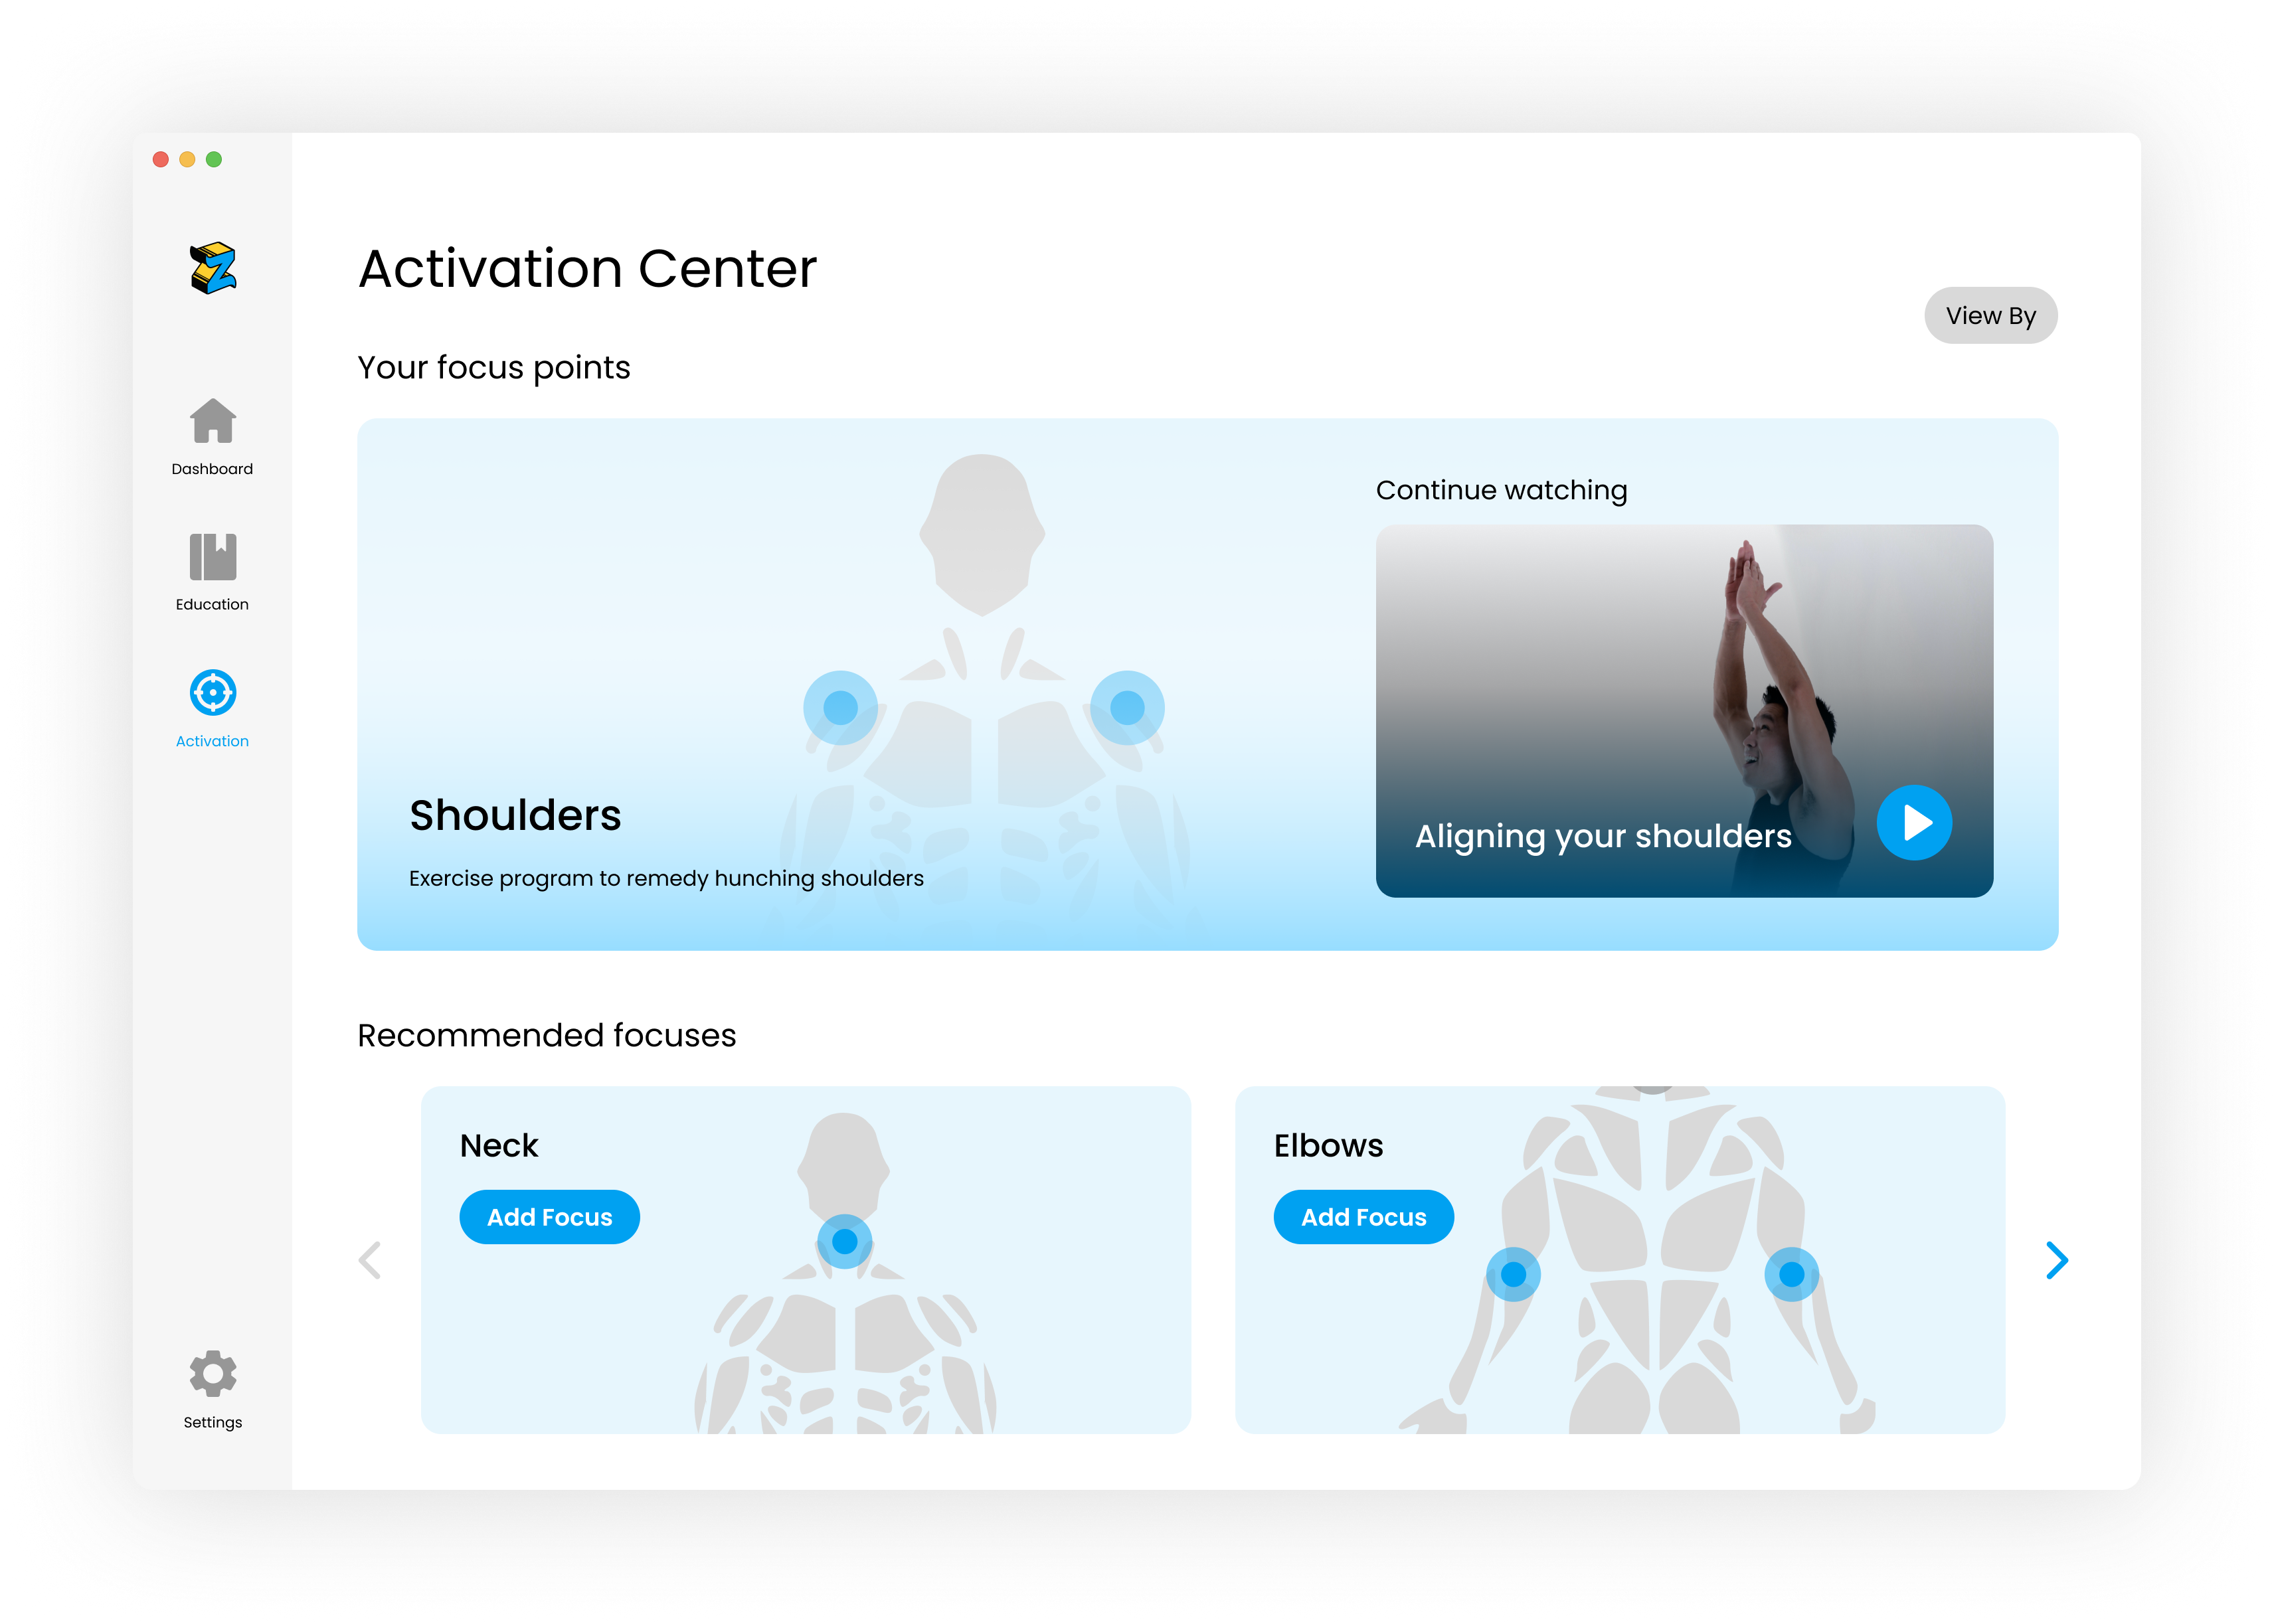 Activation Center
View By
Your focus points
Dashboard
Education
Activation
Settings
Continue watching
Aligning your shoulders
Shoulders
Exercise program to remedy hunching shoulders
Recommended focuses
Neck
Add Focus
Elbows
Add Focus